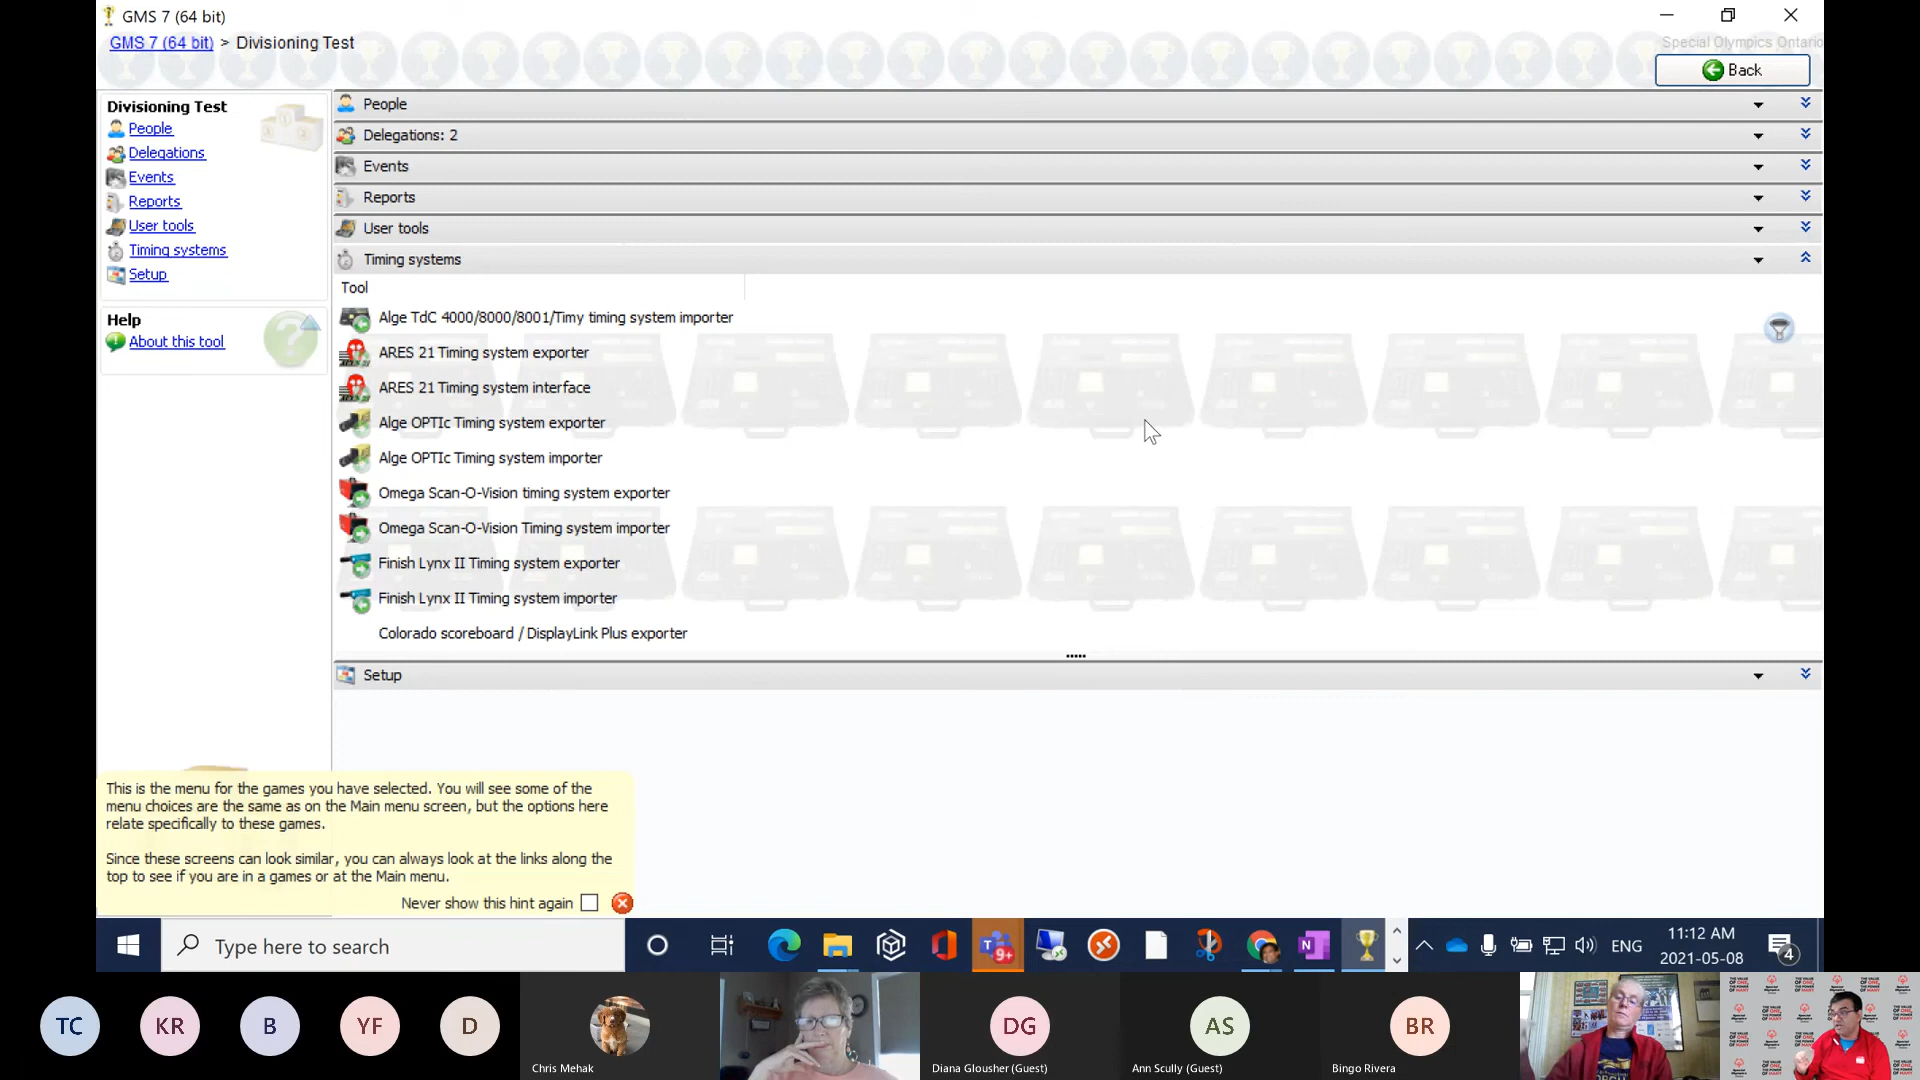 GMS 7 (64 bit)
GMS 7 (64 bit) > Divisioning Test
Special Olympics Ontario
Back
Divisioning Test
People
Delegations
Events
Reports
User tools
Timing systems
Setup
Help
About this tool
People
Delegations: 2
Events
Reports
User tools
Timing systems
Tool
Alge TdC 4000/8000/8001/Timy timing system importer
ARES 21 Timing system exporter
ARES 21 Timing system interface
Alge OPTIc Timing system exporter
Alge OPTIc Timing system importer
Omega Scan-O-Vision timing system exporter
Omega Scan-O-Vision Timing system importer
Finish Lynx II Timing system exporter
Finish Lynx II Timing system importer
Colorado scoreboard / DisplayLink Plus exporter
Setup
This is the menu for the games you have selected. You will see some of the
menu choices are the same as on the Main menu screen, but the options here
relate specifically to these games.
Since these screens can look similar, you can always look at the links along the
top to see if you are in a games or at the Main menu.
Never show this hint again
Type here to search
9+
ENG
11:12 AM
2021-05-08
4
TC
KR
B
YF
D
Chris Mehak
DG
Diana Glousher (Guest)
AS
Ann Scully (Guest)
BR
Bingo Rivera